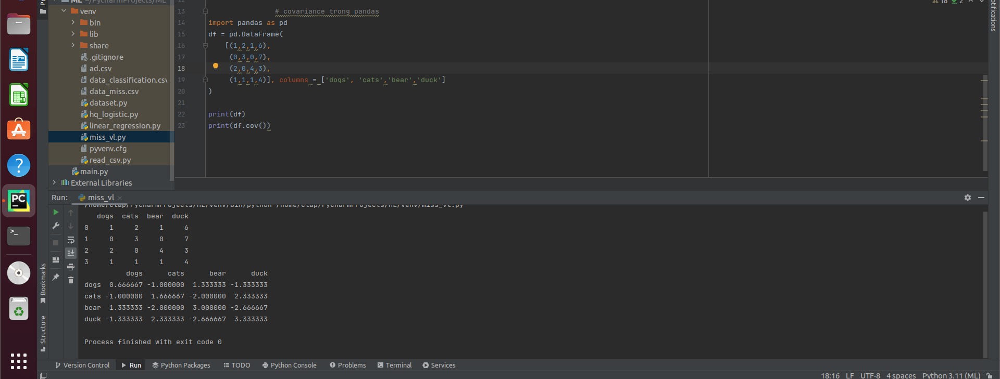 ML ~/PycharmProjects/ML
venv
bin
lib
share
.gitignore
ad.csv
data_classification.csv
data_miss.csv
dataset.py
hq_logistic.py
linear_regression.py
miss_vl.py
pyvenv.cfg
read_csv.py
main.py
External Libraries
12
13 # covariance trong pandas
14 import pandas as pd
15 df = pd.DataFrame(
16 [(1,2,1,6),
17 (0,3,0,7),
18 (2,0,4,3),
19 (1,1,1,4)], columns = ['dogs', 'cats','bear','duck']
20 )
21
22 print(df)
23 print(df.cov())
18 2
Notifications
Run: miss_vl
/home/clap/PycharmProjects/ML/venv/bin/python /home/clap/PycharmProjects/ML/venv/miss_vl.py
dogs cats bear duck
0 1 2 1 6
1 0 3 0 7
2 2 0 4 3
3 1 1 1 4
dogs cats bear duck
dogs 0.666667 -1.000000 1.333333 -1.333333
cats -1.000000 1.666667 -2.000000 2.333333
bear 1.333333 -2.000000 3.000000 -2.666667
duck -1.333333 2.333333 -2.666667 3.333333
Process finished with exit code 0
Bookmarks
Structure
PC
Version Control Run Python Packages TODO Python Console Problems Terminal Services
18:16 LF UTF-8 4 spaces Python 3.11 (ML)